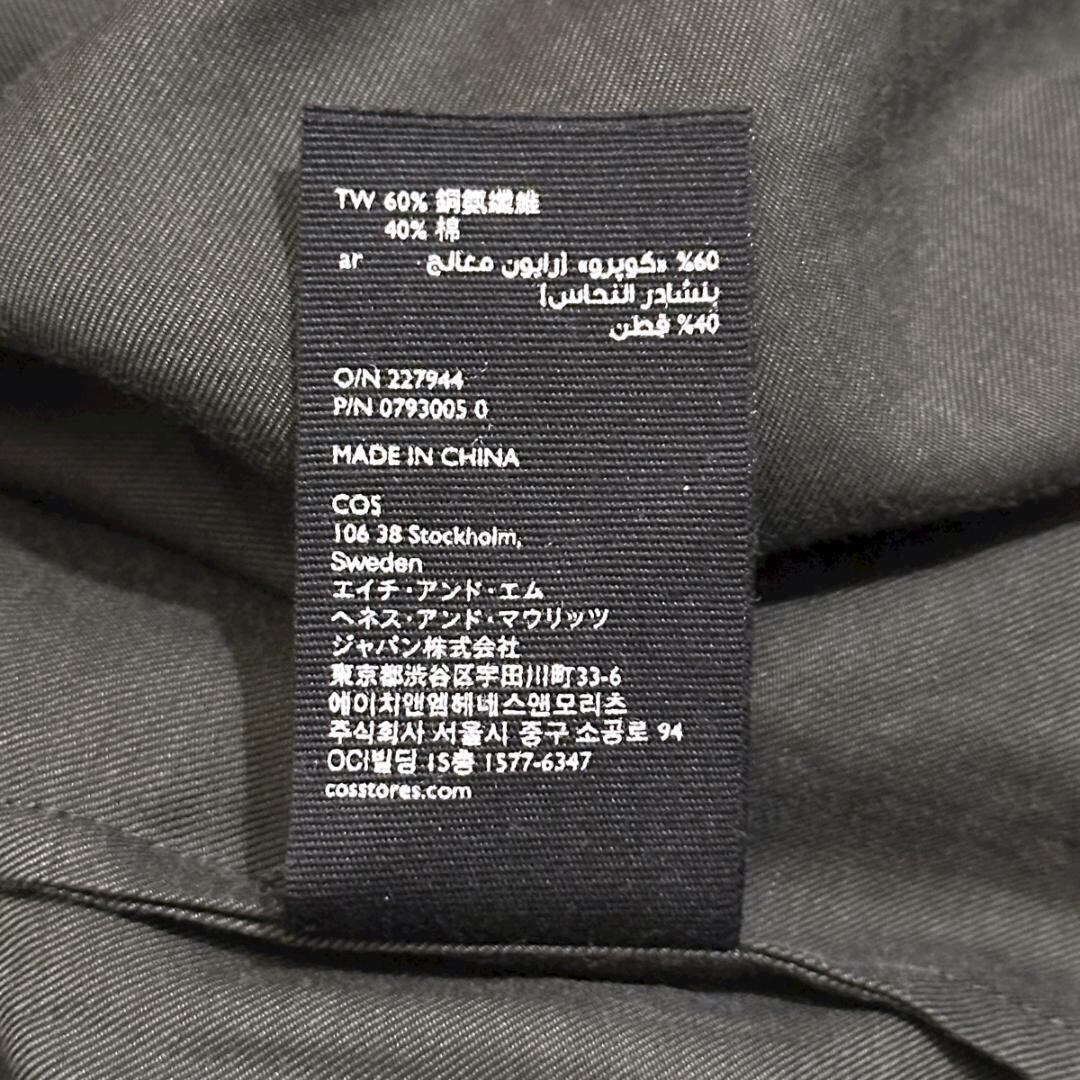 TW 60% 銅氨纖維
40% 棉
ar %60 «كوپرو» (رايون معالج
بنشادر النحاس)
%40 قطن
O/N 227944
P/N 0793005 0
MADE IN CHINA
COS
106 38 Stockholm,
Sweden
エイチ・アンド・エム
ヘネス・アンド・マウリッツ
ジャパン株式会社
東京都渋谷区宇田川町33-6
에이치앤엠헤네스앤모리츠
주식회사 서울시 중구 소공로 94
OCI빌딩 15층 1577-6347
cosstores.com